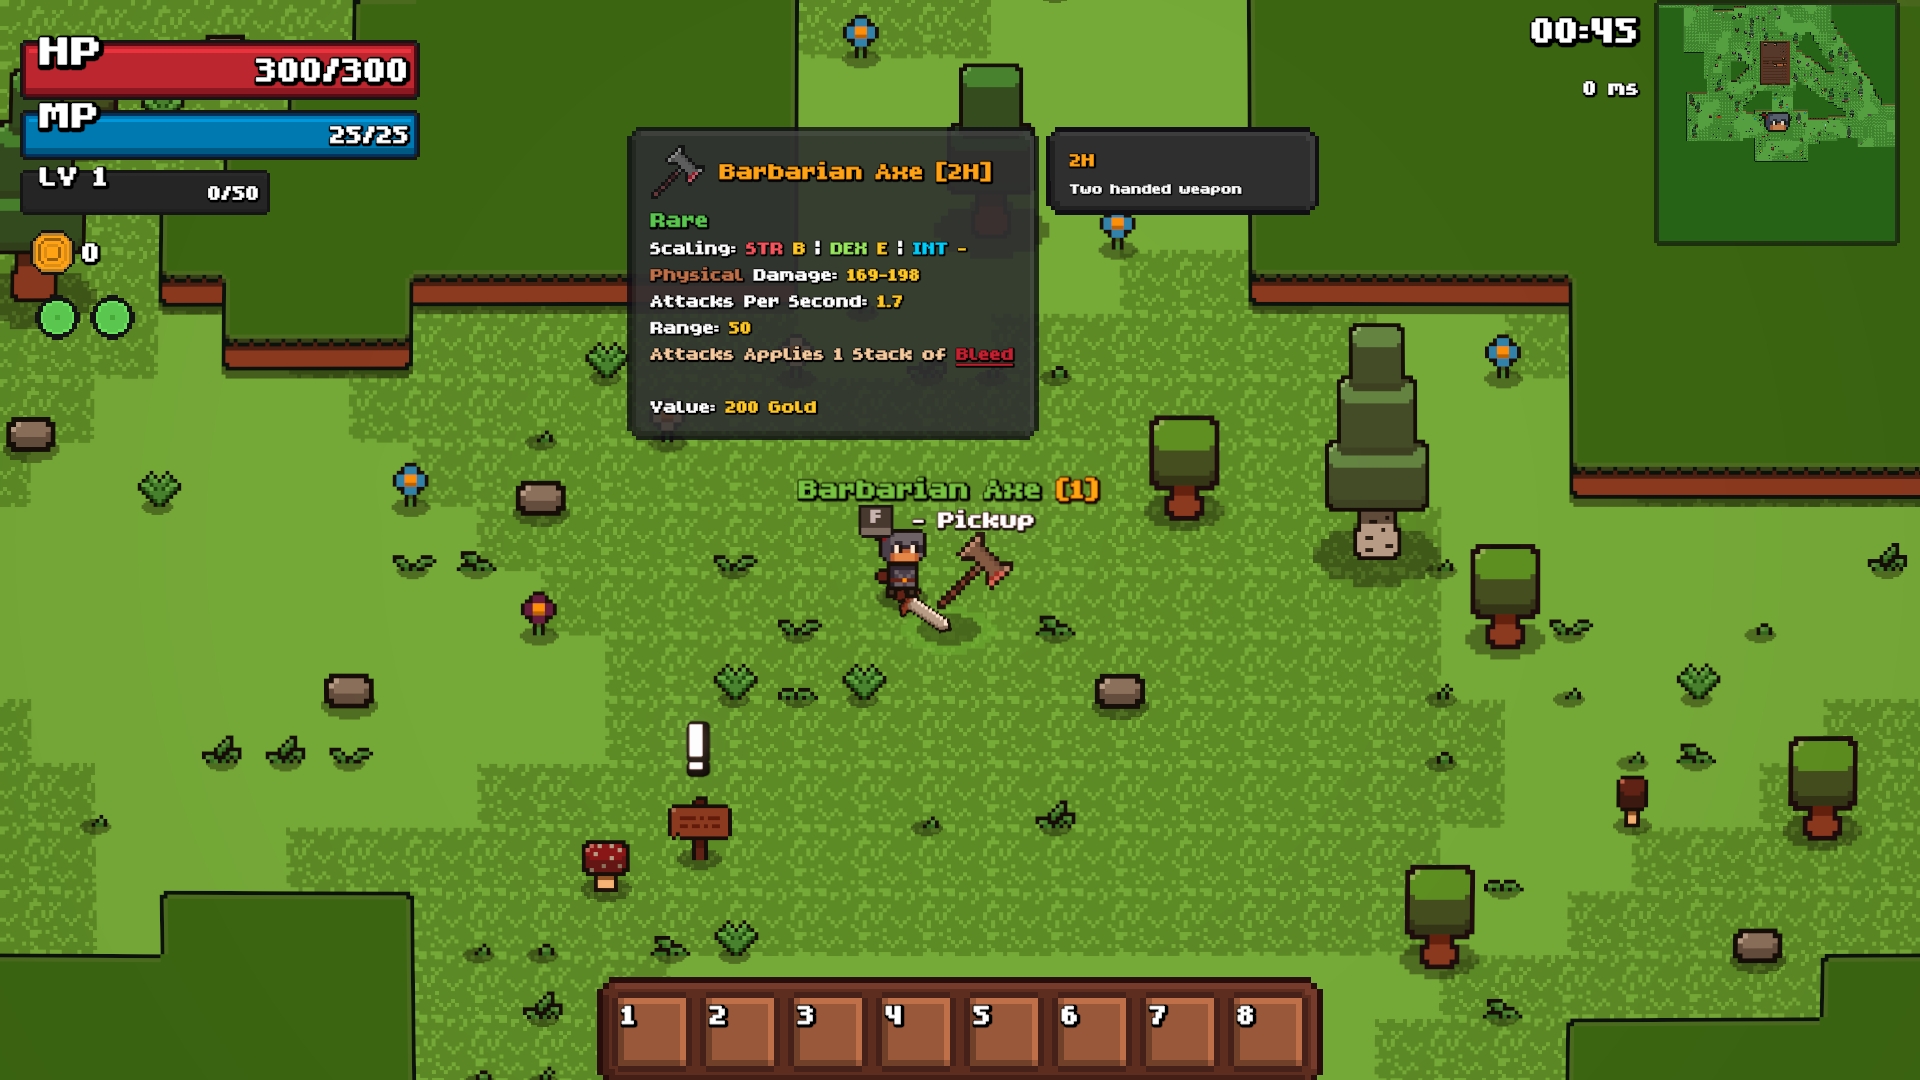 HP
300/300
MP
25/25
LV 1
0/50
0
00:45
0 ms
Barbarian Axe [2H]
Rare
Scaling: STR B | DEX E | INT -
Physical Damage: 169-198
Attacks Per Second: 1.7
Range: 50
Attacks Applies 1 Stack of Bleed
Value: 200 Gold
2H
Two handed weapon
Barbarian Axe (1)
F - Pickup
!
1 2 3 4 5 6 7 8